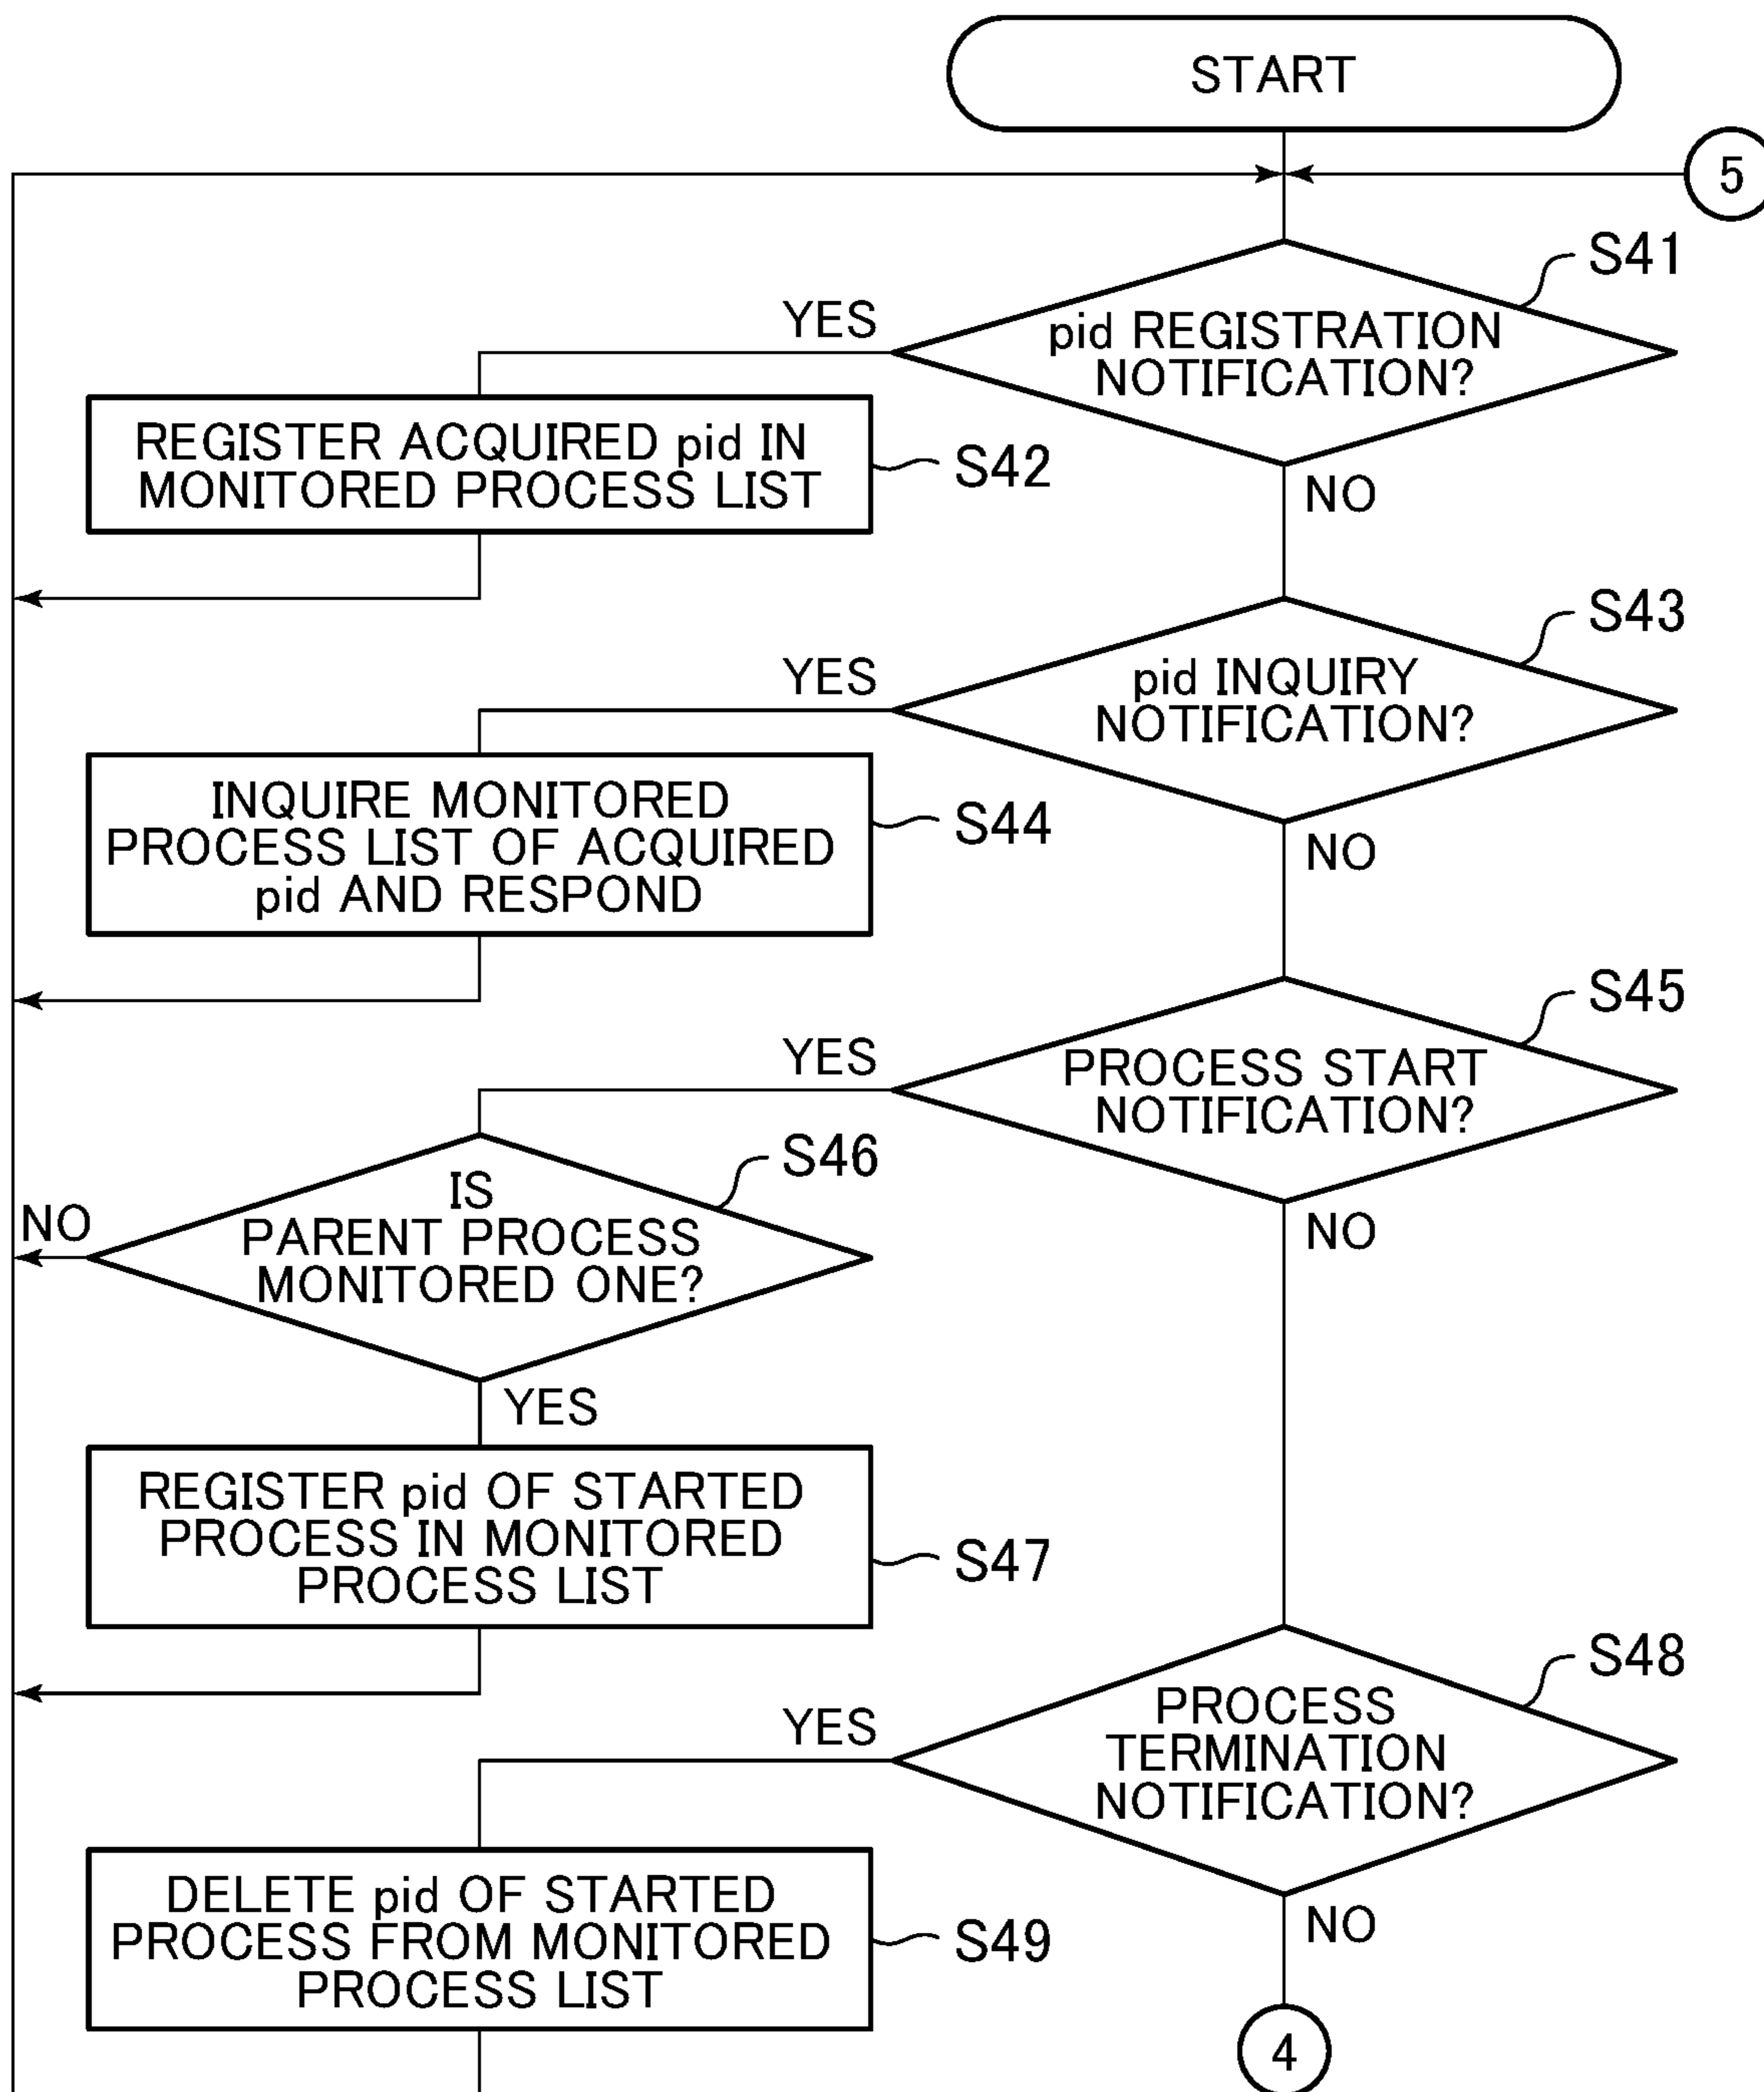 START
5
S41
YES
pid REGISTRATION
NOTIFICATION?
REGISTER ACQUIRED pid IN
MONITORED PROCESS LIST
S42
NO
S43
YES
pid INQUIRY
NOTIFICATION?
INQUIRE MONITORED
PROCESS LIST OF ACQUIRED
pid AND RESPOND
S44
NO
S45
YES
PROCESS START
NOTIFICATION?
S46
IS
PARENT PROCESS
MONITORED ONE?
NO
NO
YES
REGISTER pid OF STARTED
PROCESS IN MONITORED
PROCESS LIST
S47
S48
YES
PROCESS
TERMINATION
NOTIFICATION?
DELETE pid OF STARTED
PROCESS FROM MONITORED
PROCESS LIST
S49
NO
4